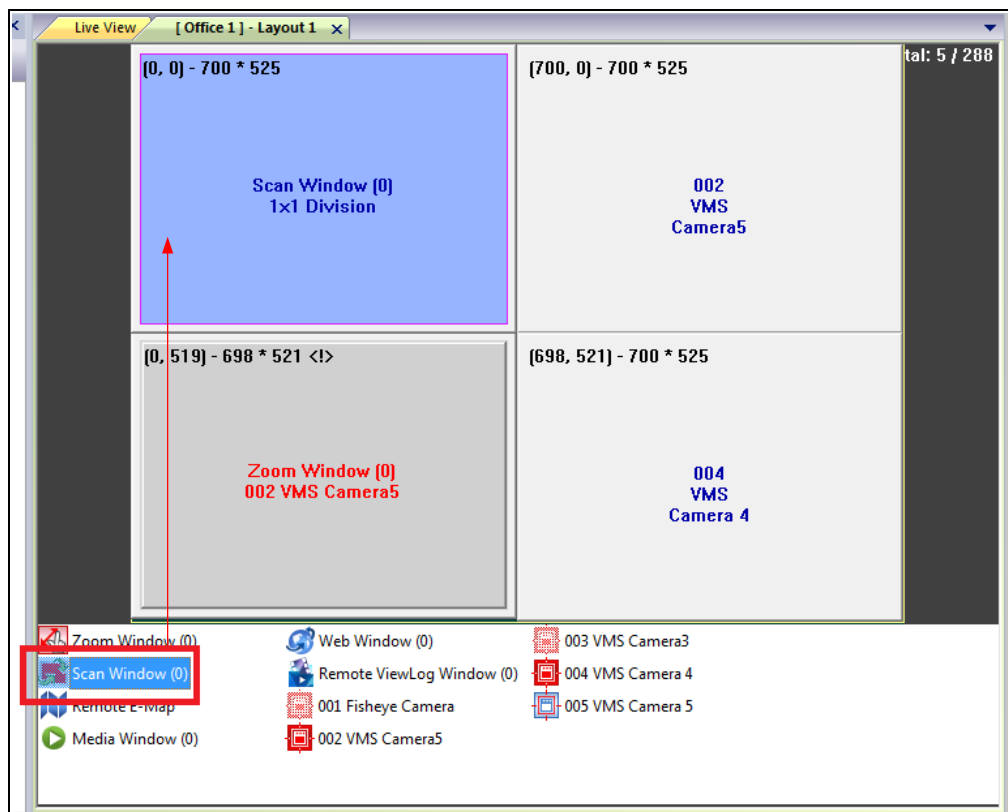 Live View
[ Office 1 ] - Layout 1 x
tal: 5 / 288
(0, 0) - 700 * 525
Scan Window (0)
1x1 Division
(700, 0) - 700 * 525
002
VMS
Camera5
(0, 519) - 698 * 521 <!>
Zoom Window (0)
002 VMS Camera5
(698, 521) - 700 * 525
004
VMS
Camera 4
Zoom Window (0)
Scan Window (0)
Remote E-Map
Media Window (0)
Web Window (0)
Remote ViewLog Window (0)
001 Fisheye Camera
002 VMS Camera5
003 VMS Camera3
004 VMS Camera 4
005 VMS Camera 5